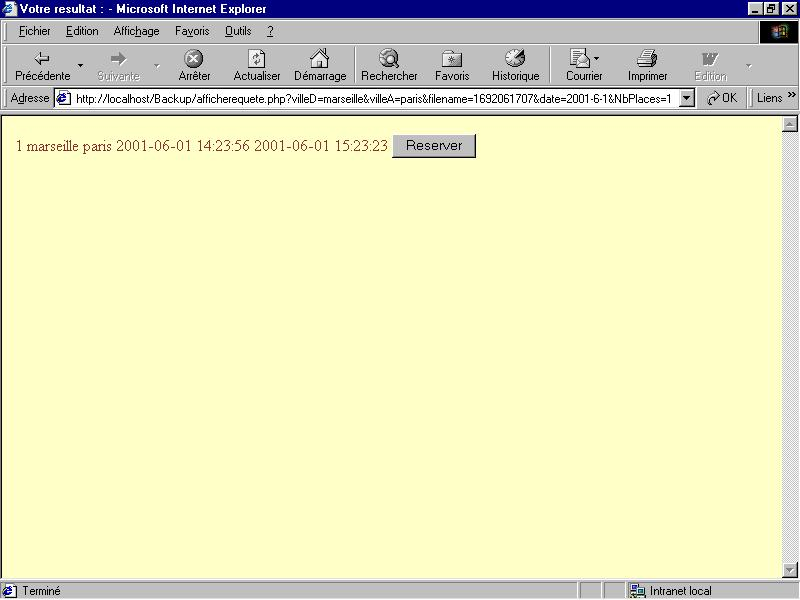 Votre resultat : - Microsoft Internet Explorer
Fichier Edition Affichage Favoris Outils ?
Précédente Suivante Arrêter Actualiser Démarrage Rechercher Favoris Historique Courrier Imprimer Edition
Adresse http://localhost/Backup/afficherequete.php?villeD=marseille&villeA=paris&filename=1692061707&date=2001-6-1&NbPlaces=1 OK Liens »
1 marseille paris 2001-06-01 14:23:56 2001-06-01 15:23:23 Reserver
Terminé Intranet local